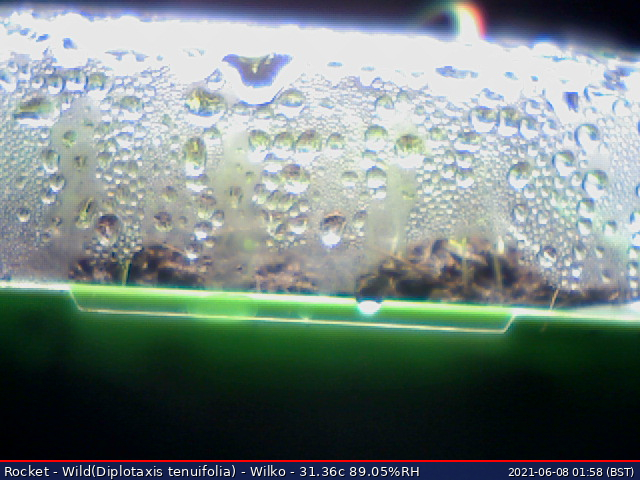 Rocket - Wild(Diplotaxis tenuifolia) - Wilko - 31.36c 89.05%RH 2021-06-08 01:58 (BST)